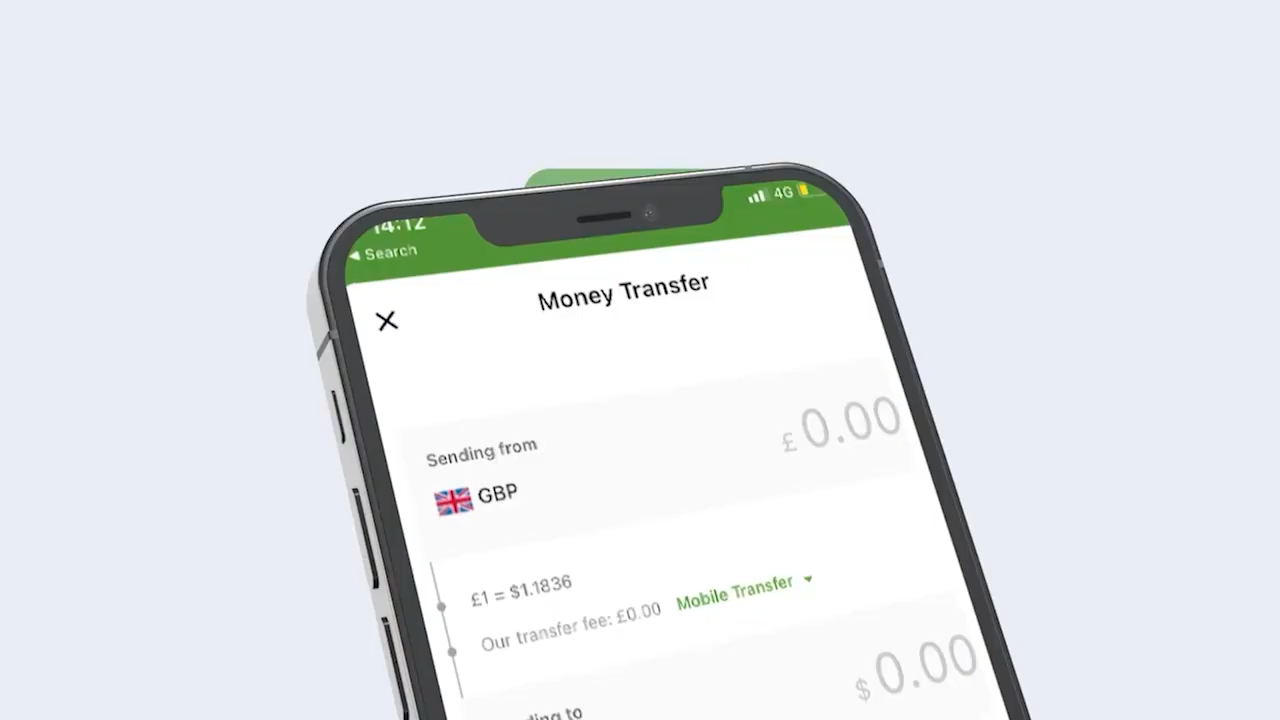 14:12
4G
Search
Money Transfer
Sending from
£ 0.00
GBP
£1 = $1.1836
Our transfer fee: £0.00 Mobile Transfer
$ 0.00
to